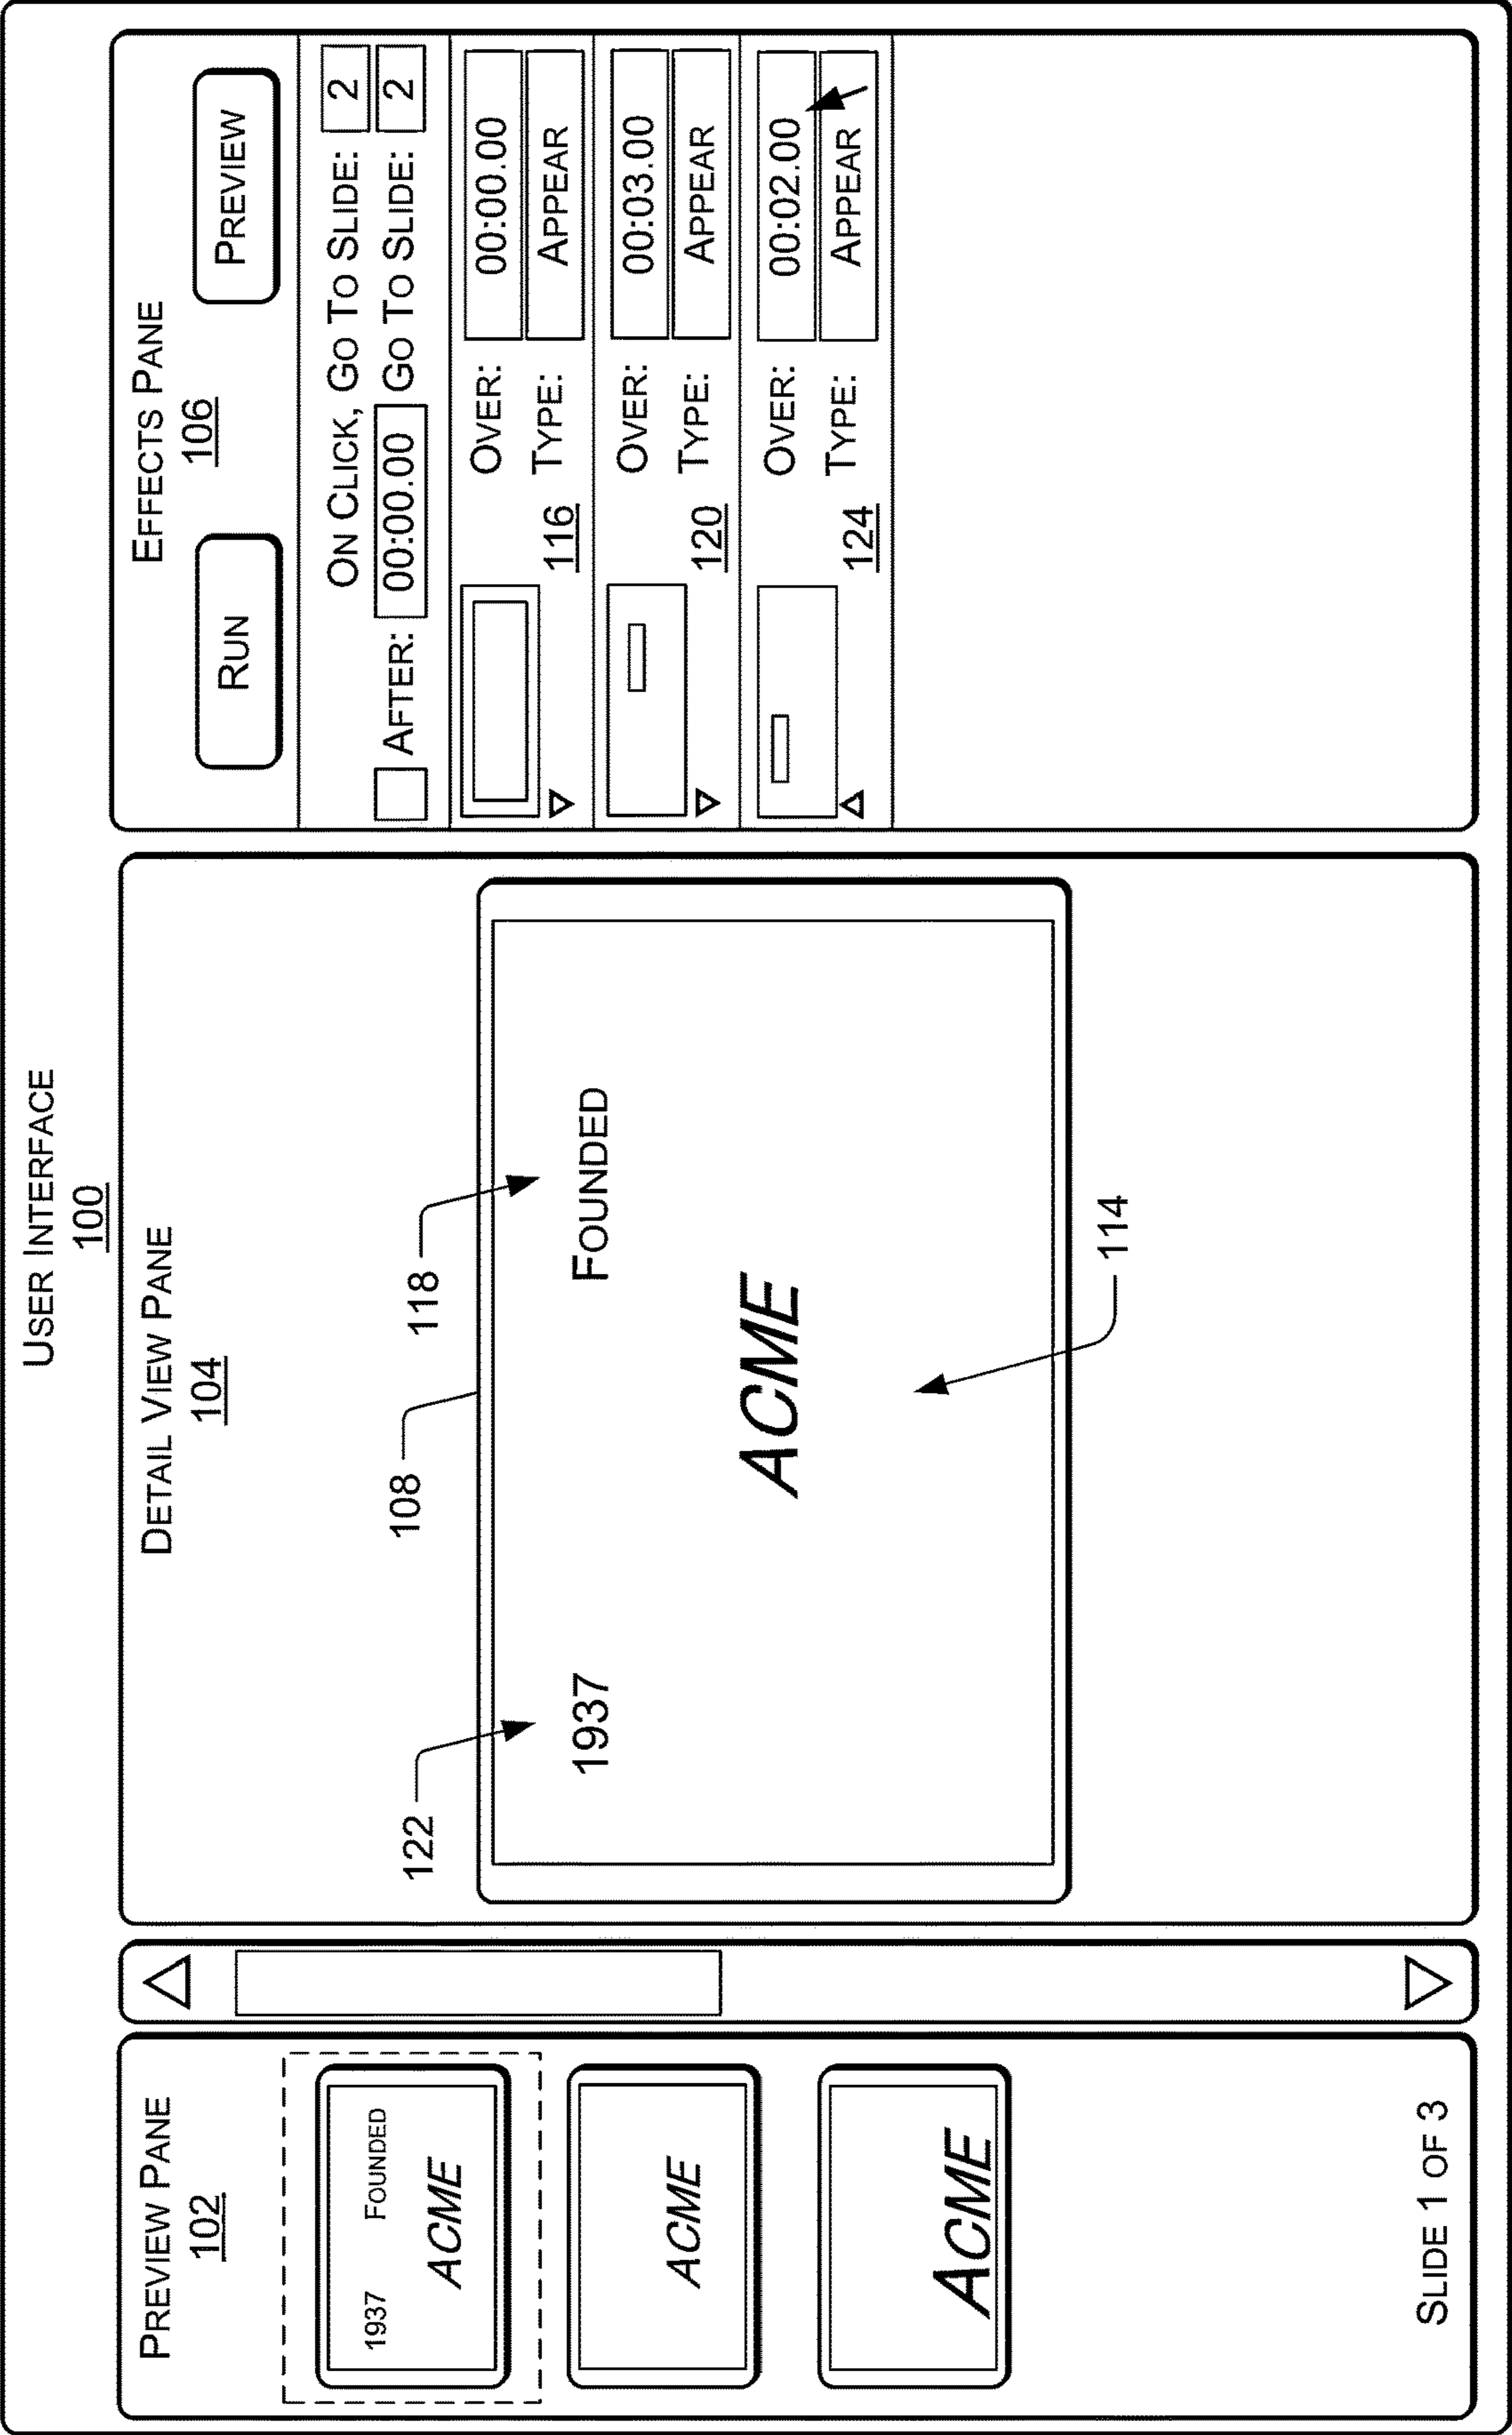 USER INTERFACE
100
PREVIEW PANE
102
1937 FOUNDED
ACME
ACME
ACME
SLIDE 1 OF 3
DETAIL VIEW PANE
104
122
108
118
1937
FOUNDED
ACME
114
EFFECTS PANE
106
RUN
PREVIEW
ON CLICK, GO TO SLIDE: 2
AFTER: 00:00.00 GO TO SLIDE: 2
OVER: 00:00.00
116 TYPE: APPEAR
OVER: 00:03.00
120 TYPE: APPEAR
OVER: 00:02.00
124 TYPE: APPEAR